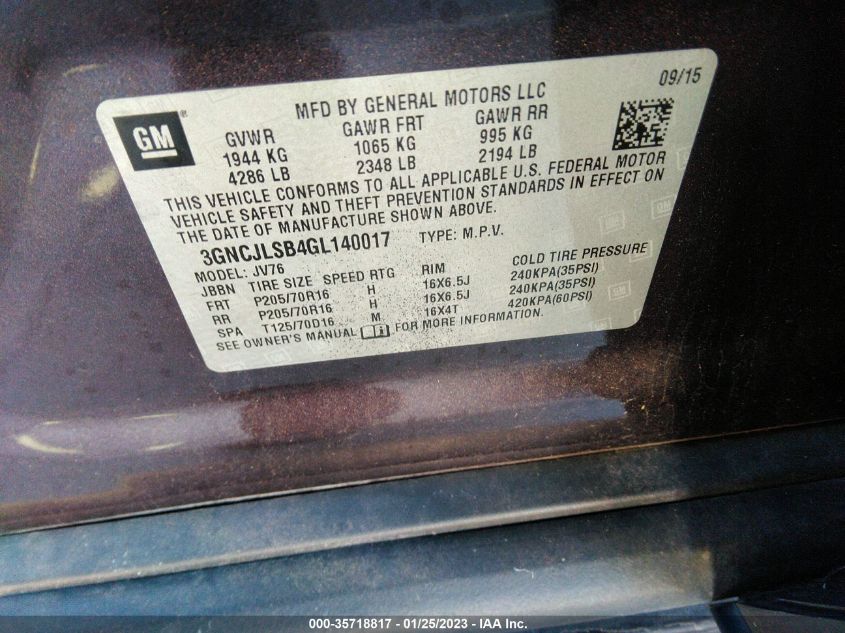 09/15
MFD BY GENERAL MOTORS LLC
GM®
GVWR GAWR FRT GAWR RR
1944 KG 1065 KG 995 KG
4286 LB 2348 LB 2194 LB
THIS VEHICLE CONFORMS TO ALL APPLICABLE U.S. FEDERAL MOTOR
VEHICLE SAFETY AND THEFT PREVENTION STANDARDS IN EFFECT ON
THE DATE OF MANUFACTURE SHOWN ABOVE.
3GNCJLSB4GL140017 TYPE: M.P.V.
MODEL: JV76
JBBN TIRE SIZE SPEED RTG RIM COLD TIRE PRESSURE
FRT P205/70R16 H 16X6.5J 240KPA(35PSI)
RR P205/70R16 H 16X6.5J 240KPA(35PSI)
SPA T125/70D16 M 16X4T 420KPA(60PSI)
SEE OWNER'S MANUAL FOR MORE INFORMATION.
000-35718817 - 01/25/2023 - © IAA Inc.